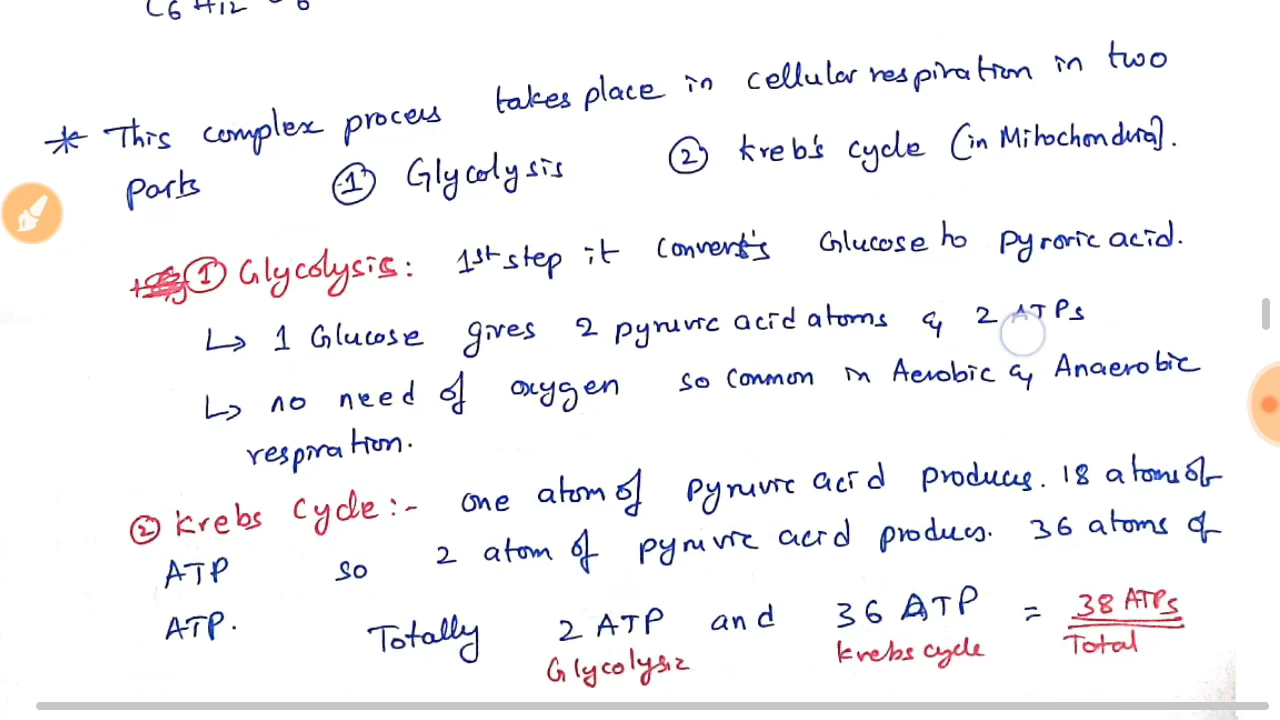 C6 H12 O6
* This complex process takes place in cellular respiration in two
parts ① Glycolysis ② Kreb's cycle (in Mitochondria).
① Glycolysis: 1st step it convert's Glucose to pyruvic acid.
↳ 1 Glucose gives 2 pyruvic acid atoms & 2 ATPs
↳ no need of oxygen so common in Aerobic & Anaerobic
respiration.
② Krebs Cycle:- one atom of pyruvic acid produces. 18 atoms of
ATP so 2 atom of pyruvic acid produces. 36 atoms of
ATP. Totally 2 ATP and 36 ATP = 38 ATPs
Glycolysis Krebs cycle Total